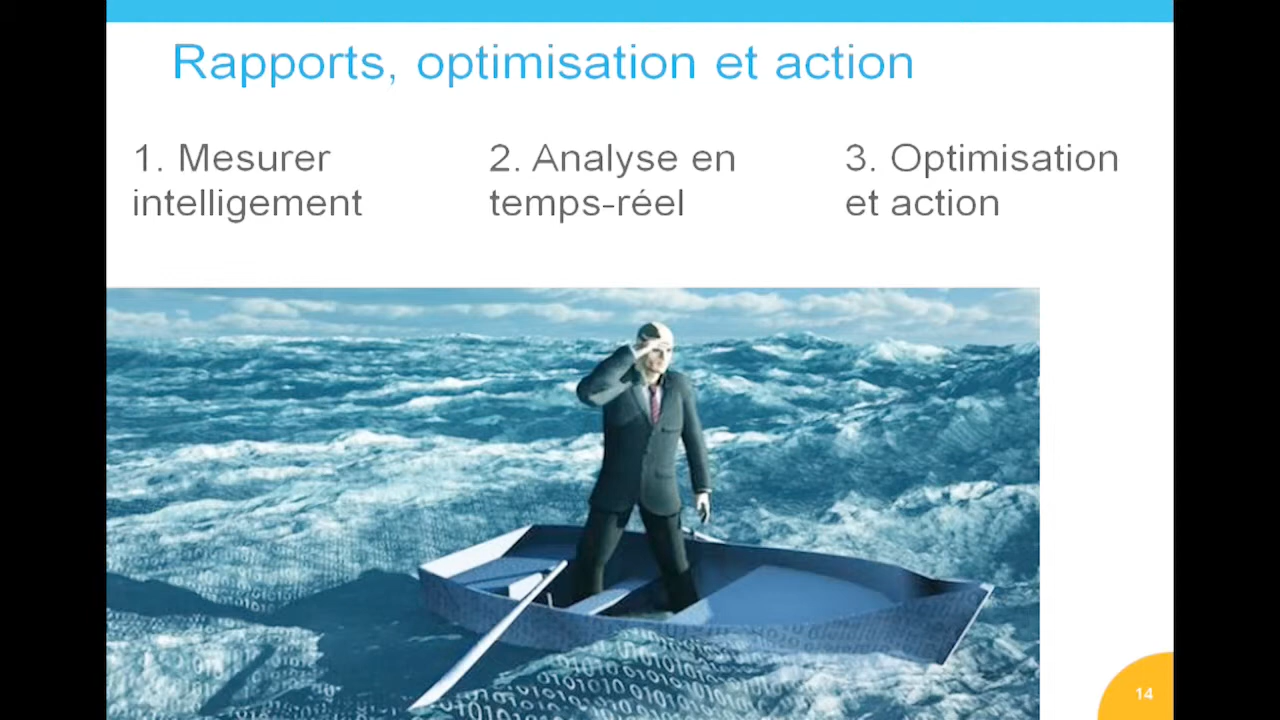 Rapports, optimisation et action
1. Mesurer
intelligement
2. Analyse en
temps-réel
3. Optimisation
et action
14